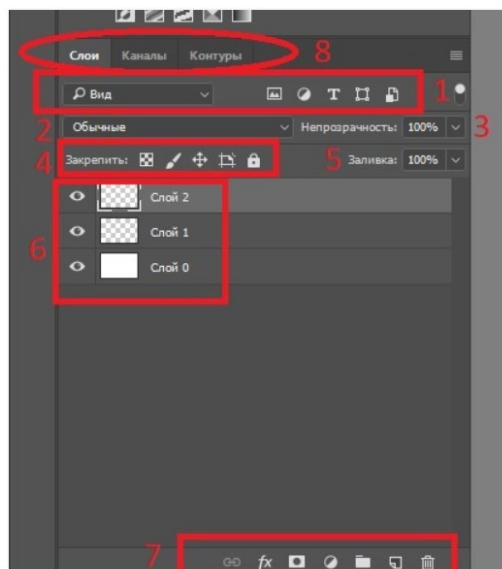 Слои Каналы Контуры 8
Вид T 1
2 Обычные Непрозрачность: 100% 3
4 Закрепить: 5 Заливка: 100%
Слой 2
6 Слой 1
Слой 0
7 fx